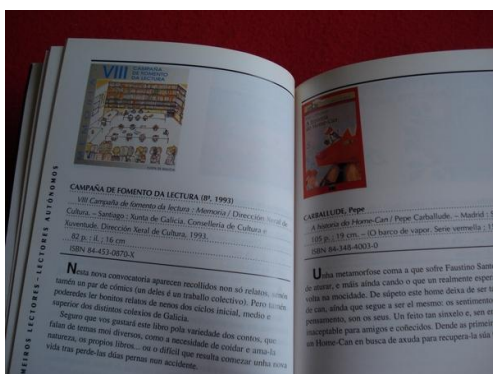 VIII CAMPAÑA
DE FOMENTO
DA LECTURA
CAMPAÑA DE FOMENTO DA LECTURA (8ª. 1993)
VIII Campaña de fomento da lectura : Memoria / Dirección Xeral de
Cultura. – Santiago : Xunta de Galicia, Consellería de Cultura e
Xuventude. Dirección Xeral de Cultura, 1993.
82 p. : il. ; 16 cm
ISBN 84-453-0870-X
Nesta nova convocatoria aparecen recollidos non só relatos, senón
tamén un par de cómics (un deles é un traballo colectivo). Pero tamén
poderedes ler bonitos relatos de nenos dos ciclos inicial, medio e
superior dos distintos colexios de Galicia.
Seguro que vos gustará este libro pola variedade dos contos, que
falan de temas moi diversos, como a necesidade de coidar e ama-la
natureza, os propios libros... ou o difícil que resulta comezar unha nova
vida tras perde-las dúas pernas nun accidente.
MEIROS LECTORES – LECTORES AUTÓNOMOS
CARBALLUDE, Pepe
A historia do Home-Can / Pepe Carballude. – Madrid :
105 p. ; 19 cm. – (O barco de vapor. Serie vermella ;
ISBN 84-348-4003-0
Unha metamorfose coma a que sofre Faustino
de murar, e máis aínda cando o que un realmente
volta sa mocidade. De súpeto este home deixa de ser
de can, aínda que segue a ser el mesmo: os
pensamento, son os seus. Un feito tan sinxelo e, sen
inaceptable para amigos e coñecidos. Dende as
un Home-Can en busca de axuda para recupera-la súa